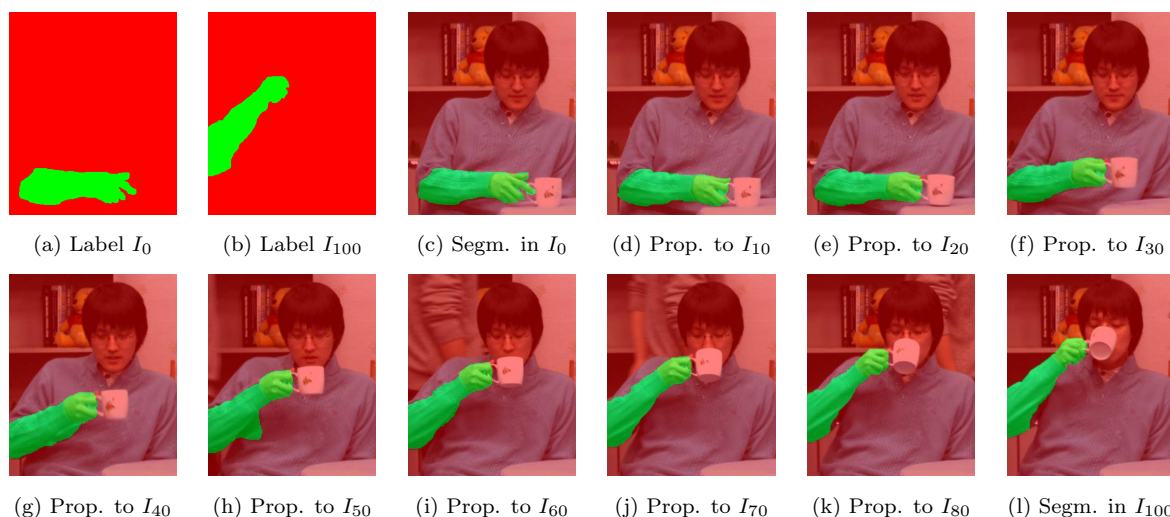 (a) Label I₀
(b) Label I₁₀₀
(c) Segm. in I₀
(d) Prop. to I₁₀
(e) Prop. to I₂₀
(f) Prop. to I₃₀
(g) Prop. to I₄₀
(h) Prop. to I₅₀
(i) Prop. to I₆₀
(j) Prop. to I₇₀
(k) Prop. to I₈₀
(l) Segm. in I₁₀₀